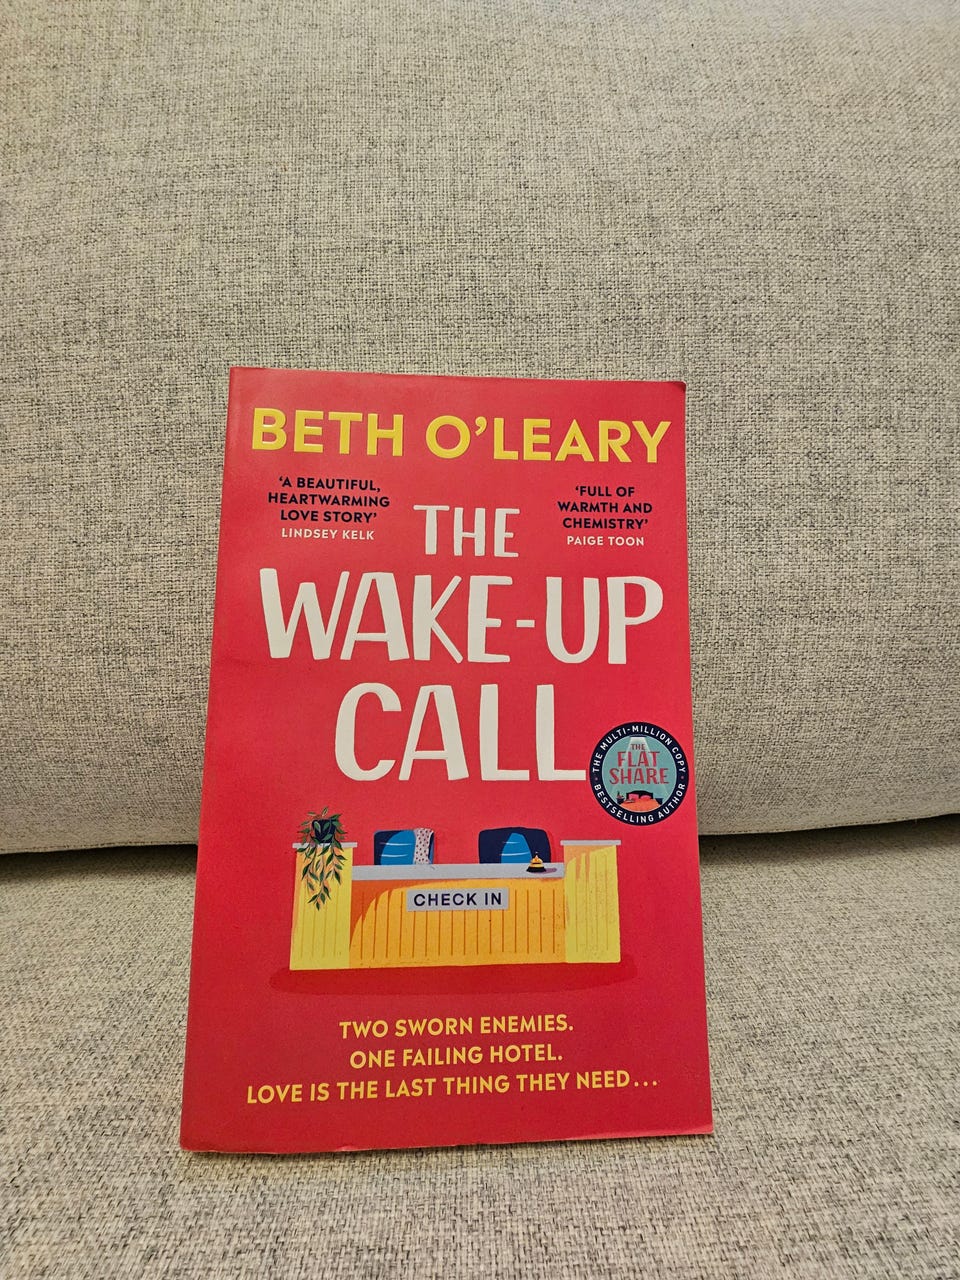 BETH O'LEARY
'A BEAUTIFUL,
HEARTWARMING
LOVE STORY'
LINDSEY KELK
'FULL OF
WARMTH AND
CHEMISTRY'
PAIGE TOON
THE
WAKE-UP
CALL
THE MULTI-MILLION COPY
THE
FLAT
SHARE
BESTSELLING AUTHOR
CHECK IN
TWO SWORN ENEMIES.
ONE FAILING HOTEL.
LOVE IS THE LAST THING THEY NEED...